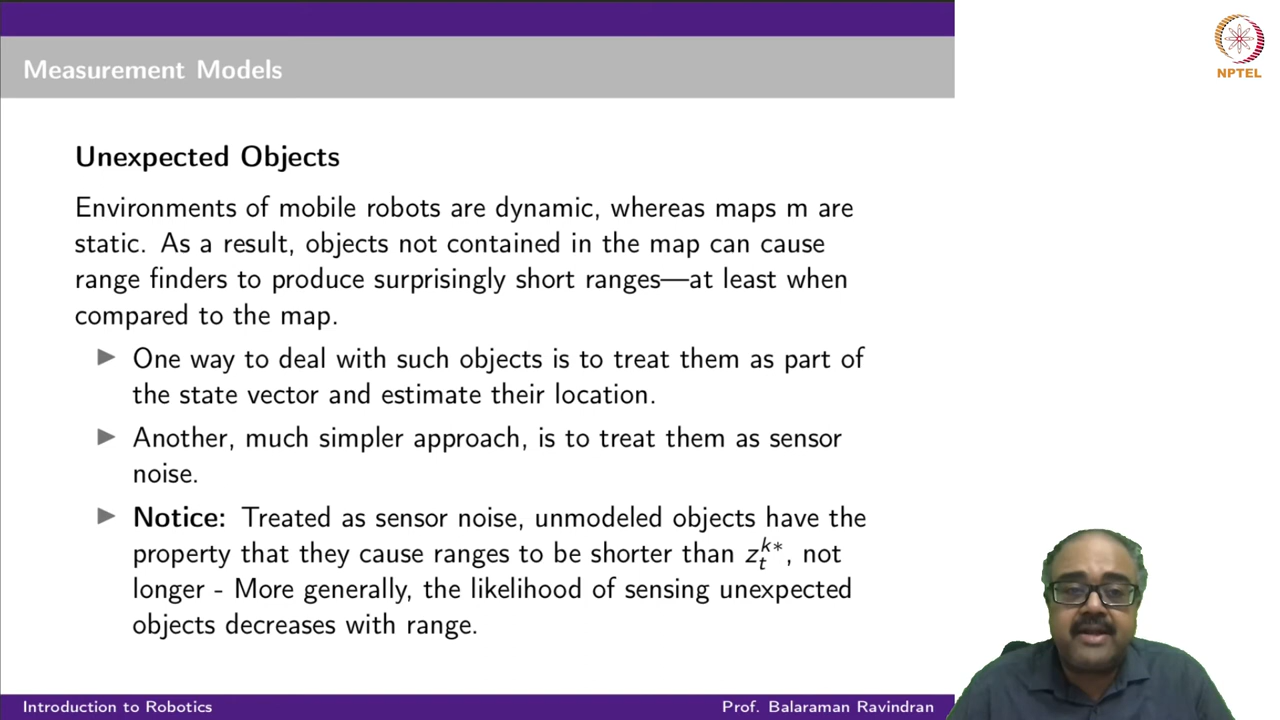 Measurement Models
NPTEL
Unexpected Objects
Environments of mobile robots are dynamic, whereas maps m are
static. As a result, objects not contained in the map can cause
range finders to produce surprisingly short ranges—at least when
compared to the map.
▶ One way to deal with such objects is to treat them as part of
the state vector and estimate their location.
▶ Another, much simpler approach, is to treat them as sensor
noise.
▶ Notice: Treated as sensor noise, unmodeled objects have the
property that they cause ranges to be shorter than z_t^{k*}, not
longer - More generally, the likelihood of sensing unexpected
objects decreases with range.
Introduction to Robotics
Prof. Balaraman Ravindran